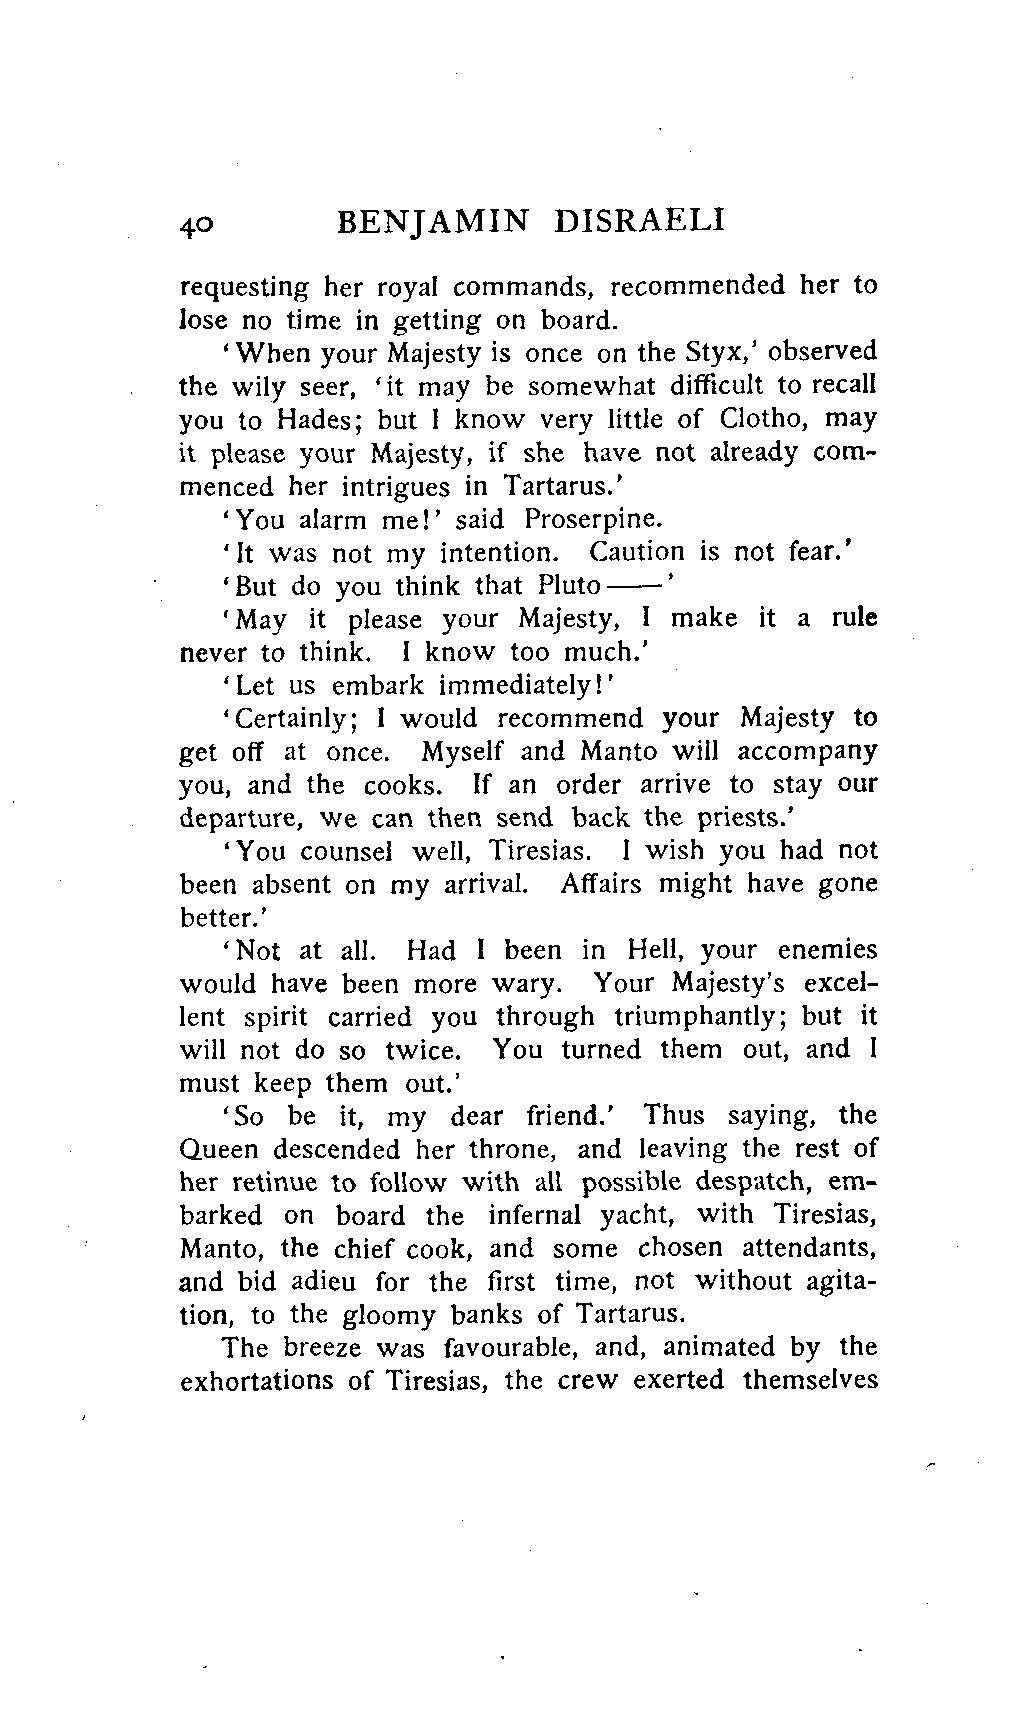 40 BENJAMIN DISRAELI
requesting her royal commands, recommended her to
lose no time in getting on board.
‘When your Majesty is once on the Styx,’ observed
the wily seer, ‘it may be somewhat difficult to recall
you to Hades; but I know very little of Clotho, may
it please your Majesty, if she have not already com-
menced her intrigues in Tartarus.’
‘You alarm me!’ said Proserpine.
‘It was not my intention. Caution is not fear.’
‘But do you think that Pluto——’
‘May it please your Majesty, I make it a rule
never to think. I know too much.’
‘Let us embark immediately!’
‘Certainly; I would recommend your Majesty to
get off at once. Myself and Manto will accompany
you, and the cooks. If an order arrive to stay our
departure, we can then send back the priests.’
‘You counsel well, Tiresias. I wish you had not
been absent on my arrival. Affairs might have gone
better.’
‘Not at all. Had I been in Hell, your enemies
would have been more wary. Your Majesty’s excel-
lent spirit carried you through triumphantly; but it
will not do so twice. You turned them out, and I
must keep them out.’
‘So be it, my dear friend.’ Thus saying, the
Queen descended her throne, and leaving the rest of
her retinue to follow with all possible despatch, em-
barked on board the infernal yacht, with Tiresias,
Manto, the chief cook, and some chosen attendants,
and bid adieu for the first time, not without agita-
tion, to the gloomy banks of Tartarus.
The breeze was favourable, and, animated by the
exhortations of Tiresias, the crew exerted themselves